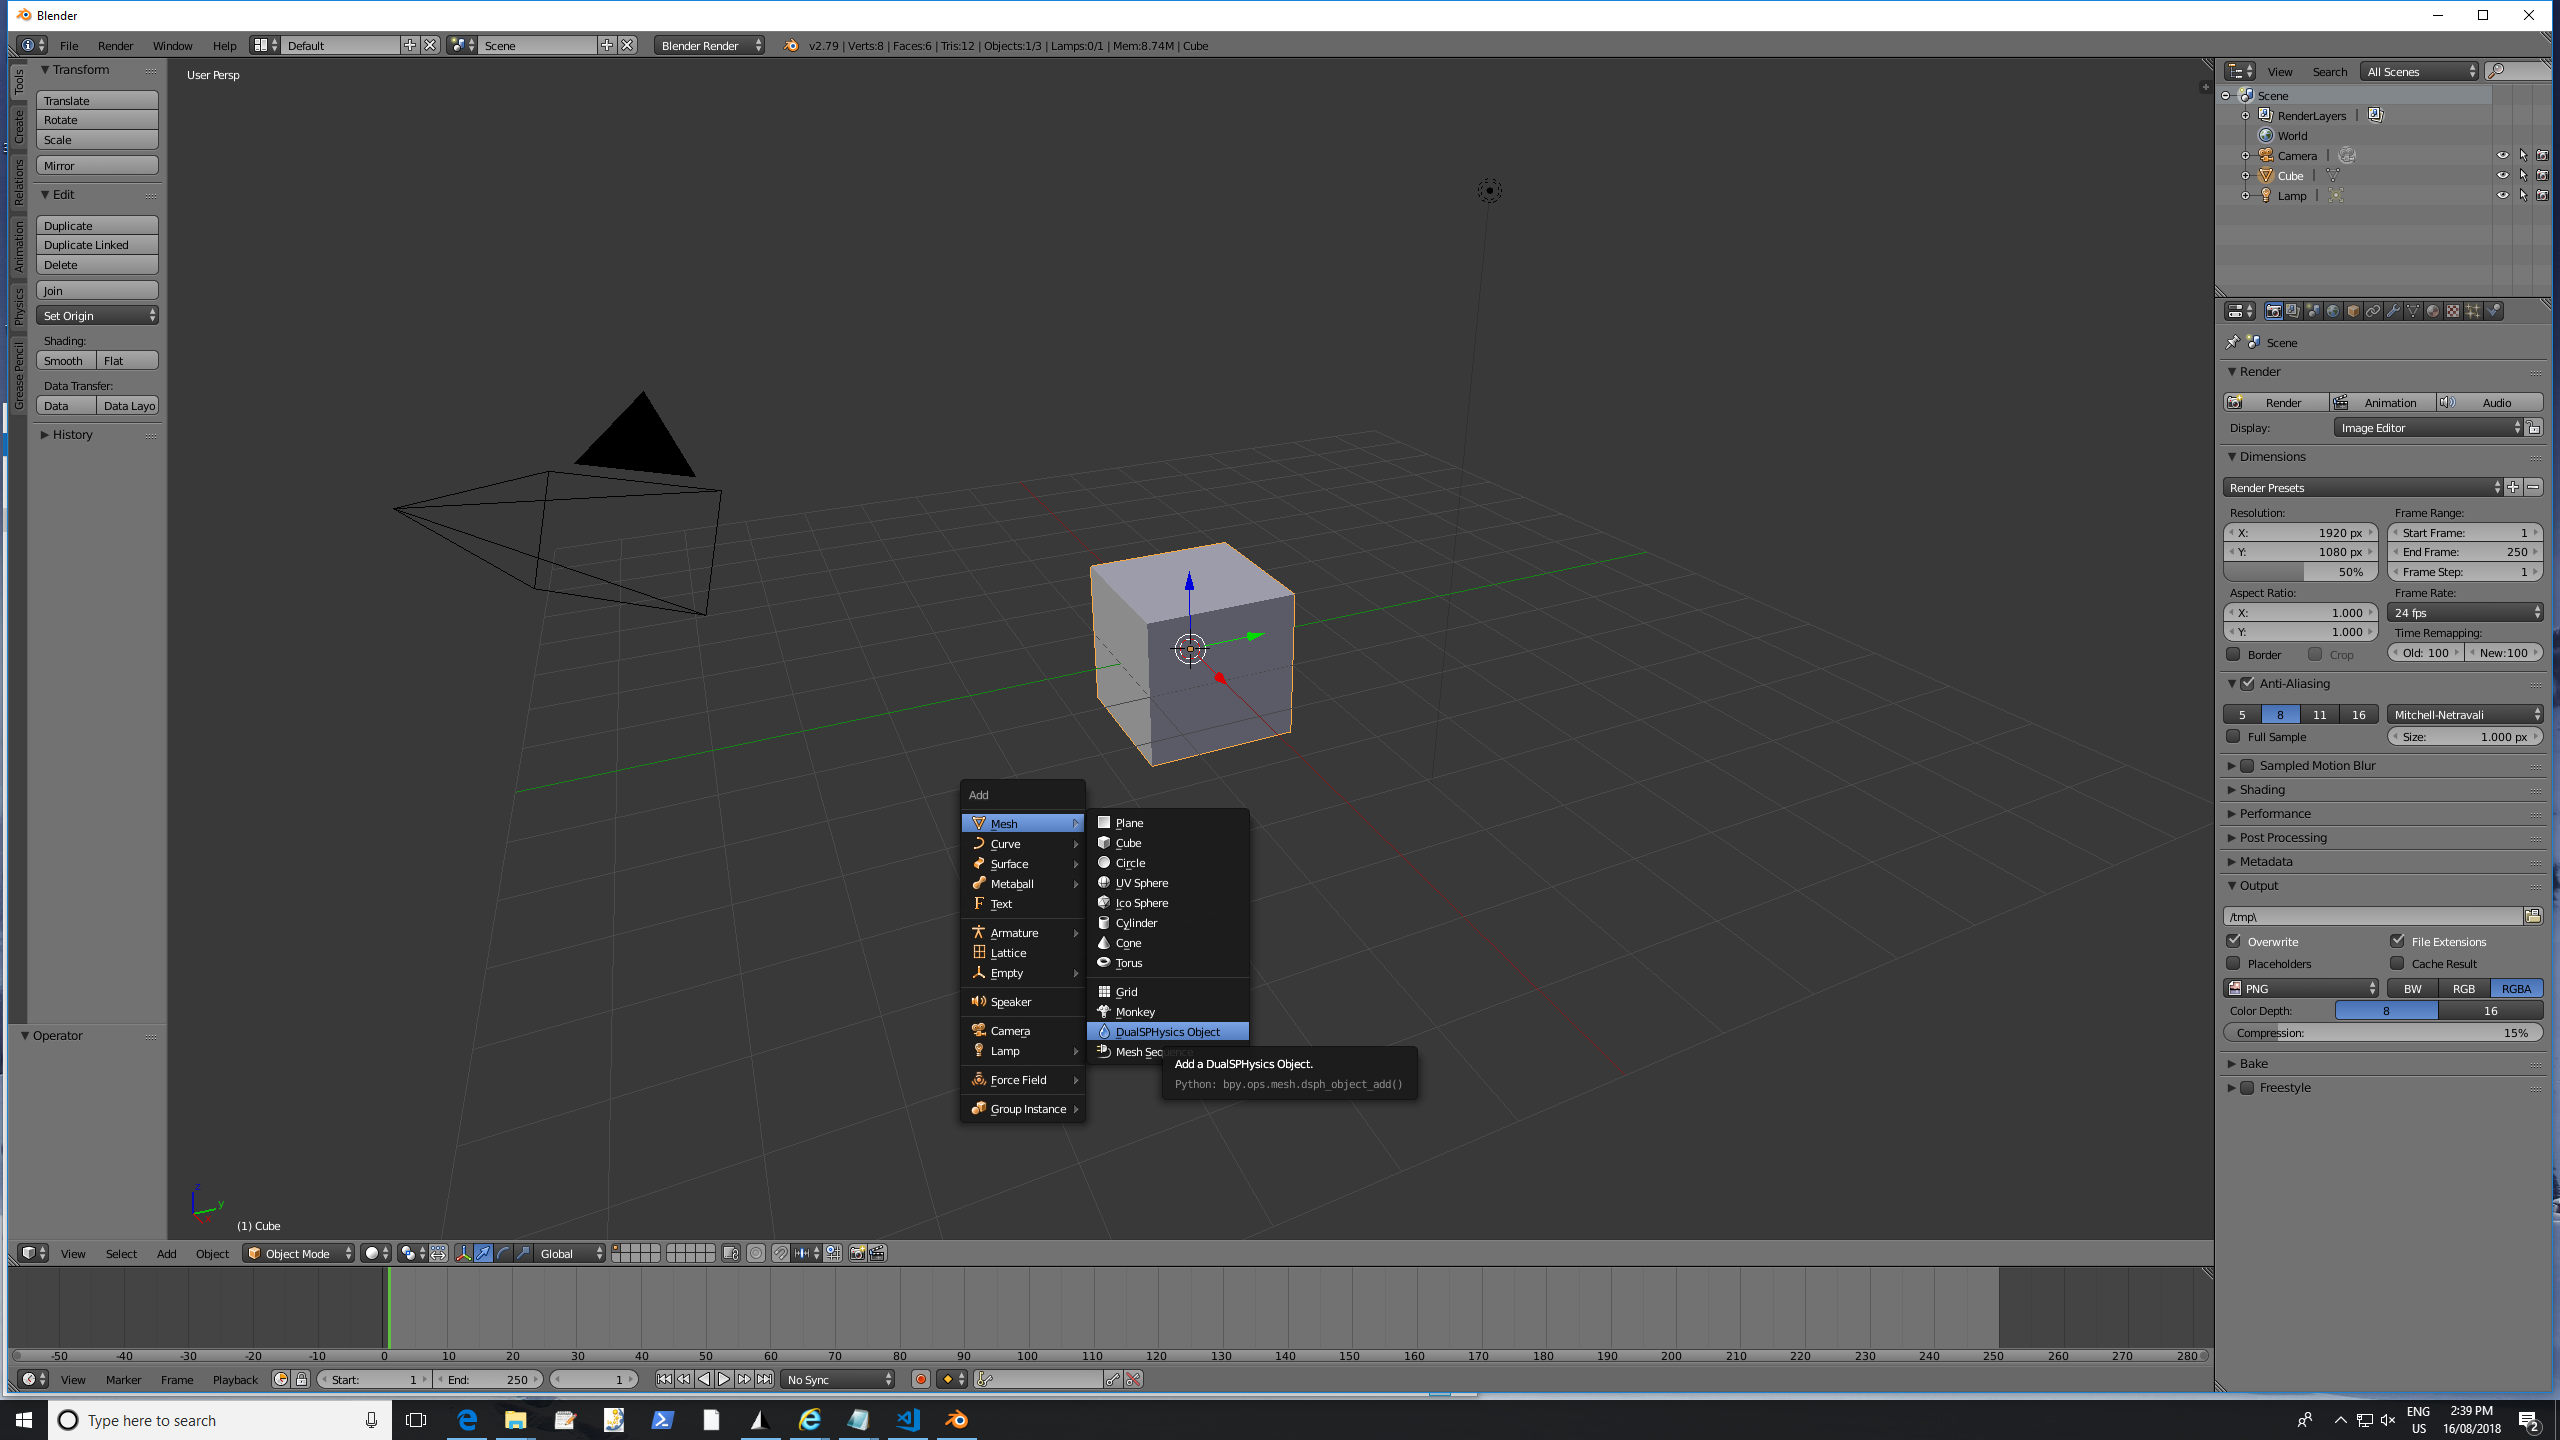 Blender
File Render Window Help Default Scene Blender Render v2.79 | Verts:8 | Faces:6 | Tris:12 | Objects:1/3 | Lamps:0/1 | Mem:8.74M | Cube
Tools
Create
Relations
Animation
Physics
Grease Pencil
Transform
Translate
Rotate
Scale
Mirror
Edit
Duplicate
Duplicate Linked
Delete
Join
Set Origin
Shading:
Smooth Flat
Data Transfer:
Data Data Layo
History
Operator
User Persp
Add
Mesh
Curve
Surface
Metaball
Text
Armature
Lattice
Empty
Speaker
Camera
Lamp
Force Field
Group Instance
Plane
Cube
Circle
UV Sphere
Ico Sphere
Cylinder
Cone
Torus
Grid
Monkey
DualSPHysics Object
Mesh Sequence
Add a DualSPHysics Object.
Python: bpy.ops.mesh.dsph_object_add()
z
y
(1) Cube
View Search All Scenes
Scene
RenderLayers
World
Camera
Cube
Lamp
Scene
Render
Render Animation Audio
Display: Image Editor
Dimensions
Render Presets
Resolution: Frame Range:
X: 1920 px Start Frame: 1
Y: 1080 px End Frame: 250
50% Frame Step: 1
Aspect Ratio: Frame Rate:
X: 1.000 24 fps
Y: 1.000 Time Remapping:
Border Crop Old: 100 New:100
Anti-Aliasing
5 8 11 16 Mitchell-Netravali
Full Sample Size: 1.000 px
Sampled Motion Blur
Shading
Performance
Post Processing
Metadata
Output
/tmp\
Overwrite File Extensions
Placeholders Cache Result
PNG BW RGB RGBA
Color Depth: 8 16
Compression: 15%
Bake
Freestyle
View Select Add Object Object Mode Global
-50 -40 -30 -20 -10 0 10 20 30 40 50 60 70 80 90 100 110 120 130 140 150 160 170 180 190 200 210 220 230 240 250 260 270 280
View Marker Frame Playback Start: 1 End: 250 1 No Sync
Type here to search
ENG 2:39 PM
US 16/08/2018 2